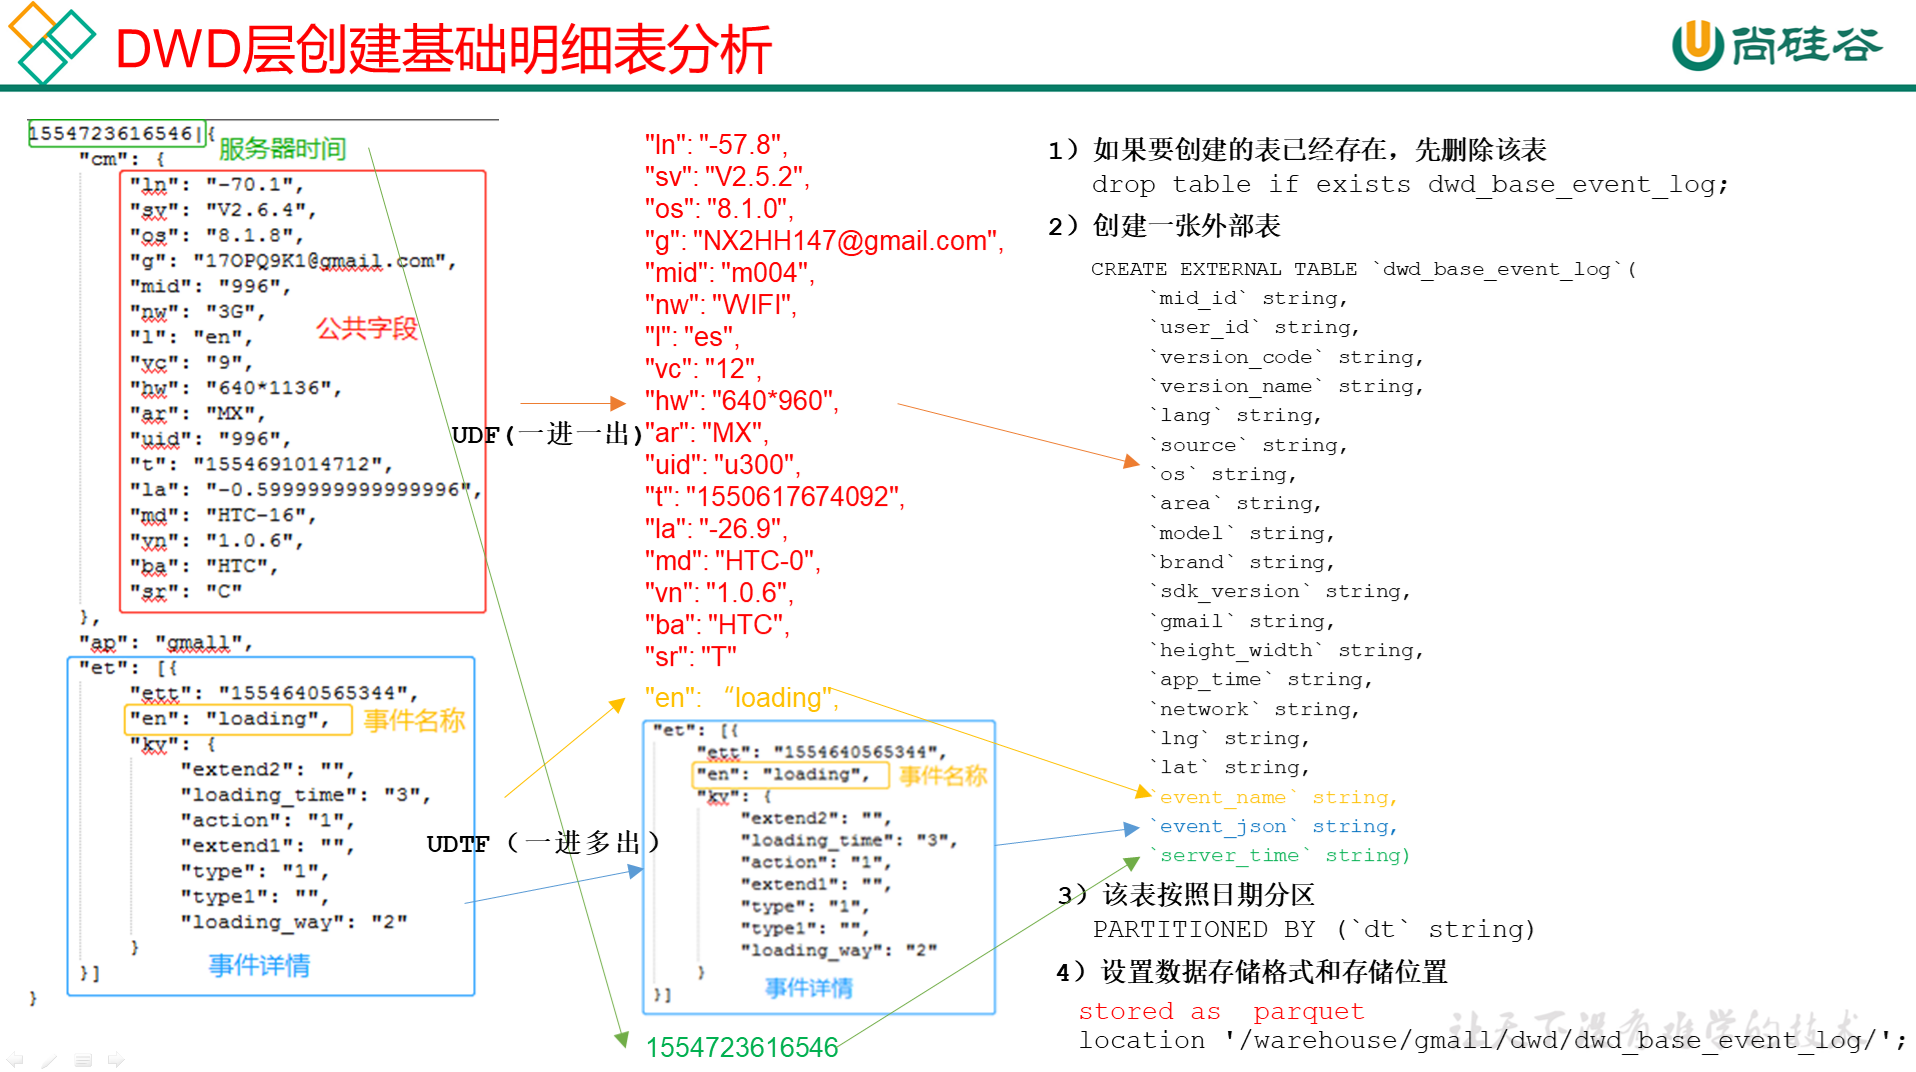 DWD层创建基础明细表分析
尚硅谷
1554723616546|{
服务器时间
"cm": {
"ln": "-70.1",
"sv": "V2.6.4",
"os": "8.1.8",
"g": "17OPQ9K1@gmail.com",
"mid": "996",
"nw": "3G",
"l": "en",
公共字段
"vc": "9",
"hw": "640*1136",
"ar": "MX",
"uid": "996",
"t": "1554691014712",
"la": "-0.5999999999999996",
"md": "HTC-16",
"vn": "1.0.6",
"ba": "HTC",
"sr": "C"
},
"ap": "gmall",
"et": [{
"ett": "1554640565344",
"en": "loading",
事件名称
"kv": {
"extend2": "",
"loading_time": "3",
"action": "1",
"extend1": "",
"type": "1",
"type1": "",
"loading_way": "2"
}
事件详情
}]
}
UDF(一进一出)
UDTF（一进多出）
"ln": "-57.8",
"sv": "V2.5.2",
"os": "8.1.0",
"g": "NX2HH147@gmail.com",
"mid": "m004",
"nw": "WIFI",
"l": "es",
"vc": "12",
"hw": "640*960",
"ar": "MX",
"uid": "u300",
"t": "1550617674092",
"la": "-26.9",
"md": "HTC-0",
"vn": "1.0.6",
"ba": "HTC",
"sr": "T"
"en": “loading",
"et": [{
"ett": "1554640565344",
"en": "loading",
事件名称
"kv": {
"extend2": "",
"loading_time": "3",
"action": "1",
"extend1": "",
"type": "1",
"type1": "",
"loading_way": "2"
}
事件详情
}]
1554723616546
1）如果要创建的表已经存在，先删除该表
drop table if exists dwd_base_event_log;
2）创建一张外部表
CREATE EXTERNAL TABLE `dwd_base_event_log`(
`mid_id` string,
`user_id` string,
`version_code` string,
`version_name` string,
`lang` string,
`source` string,
`os` string,
`area` string,
`model` string,
`brand` string,
`sdk_version` string,
`gmail` string,
`height_width` string,
`app_time` string,
`network` string,
`lng` string,
`lat` string,
`event_name` string,
`event_json` string,
`server_time` string)
3）该表按照日期分区
PARTITIONED BY (`dt` string)
4）设置数据存储格式和存储位置
stored as parquet
让天下没有难学的技术
location '/warehouse/gmall/dwd/dwd_base_event_log/';